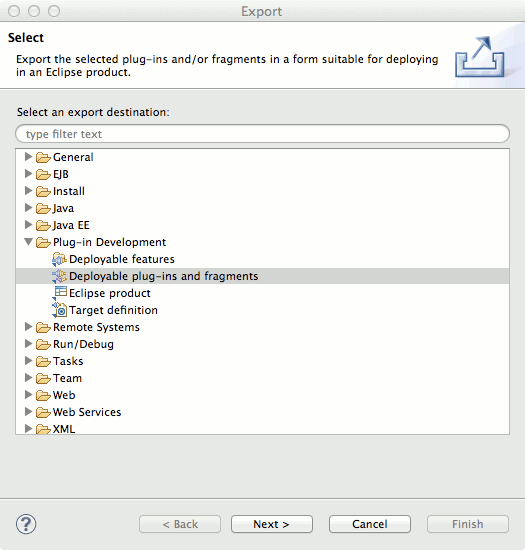 Export
Select
Export the selected plug-ins and/or fragments in a form suitable for deploying
in an Eclipse product.
Select an export destination:
type filter text
General
EJB
Install
Java
Java EE
Plug-in Development
Deployable features
Deployable plug-ins and fragments
Eclipse product
Target definition
Remote Systems
Run/Debug
Tasks
Team
Web
Web Services
XML
?
< Back
Next >
Cancel
Finish